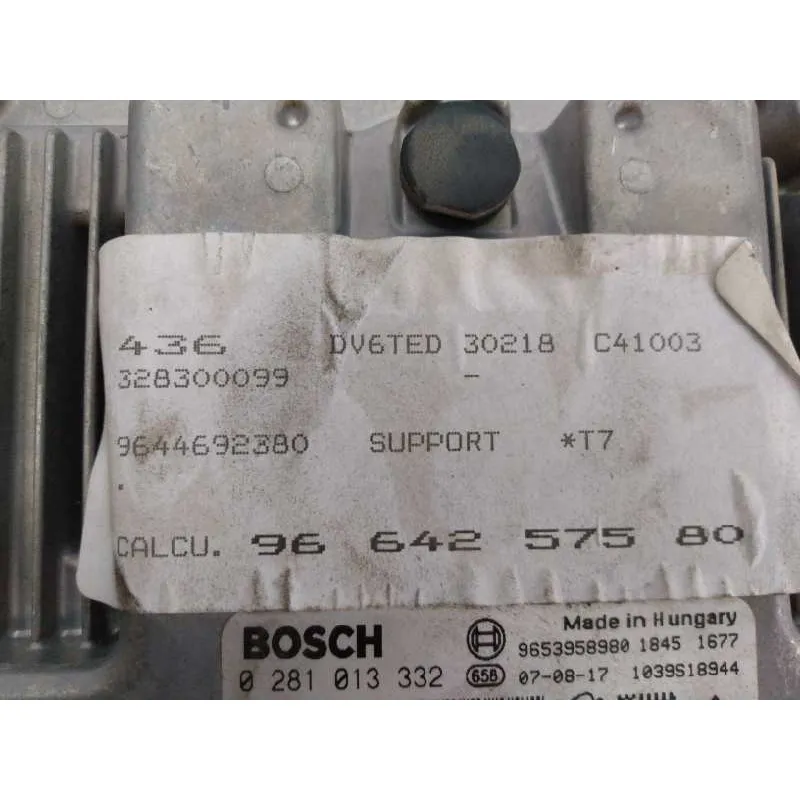 436 DV6TED 30218 C41003
328300099 -
9644692380 SUPPORT *T7
.
CALCU. 96 642 575 80
Made in Hungary
BOSCH 9653958980 1845 1677
0 281 013 332 65B 07-08-17 1039S18944